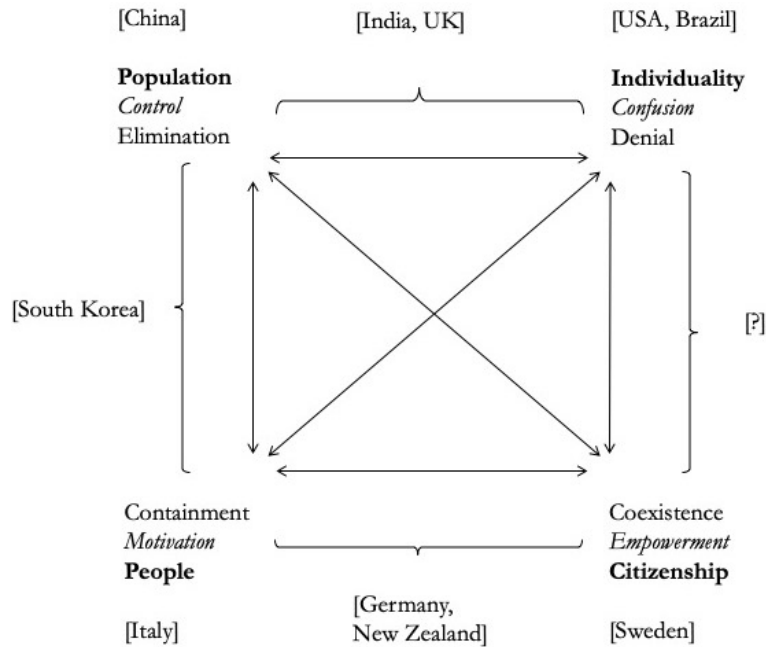 [China]
[India, UK]
[USA, Brazil]
Population
Control
Elimination
Individuality
Confusion
Denial
[South Korea]
[?]
Containment
Motivation
People
Coexistence
Empowerment
Citizenship
[Italy]
[Germany,
New Zealand]
[Sweden]